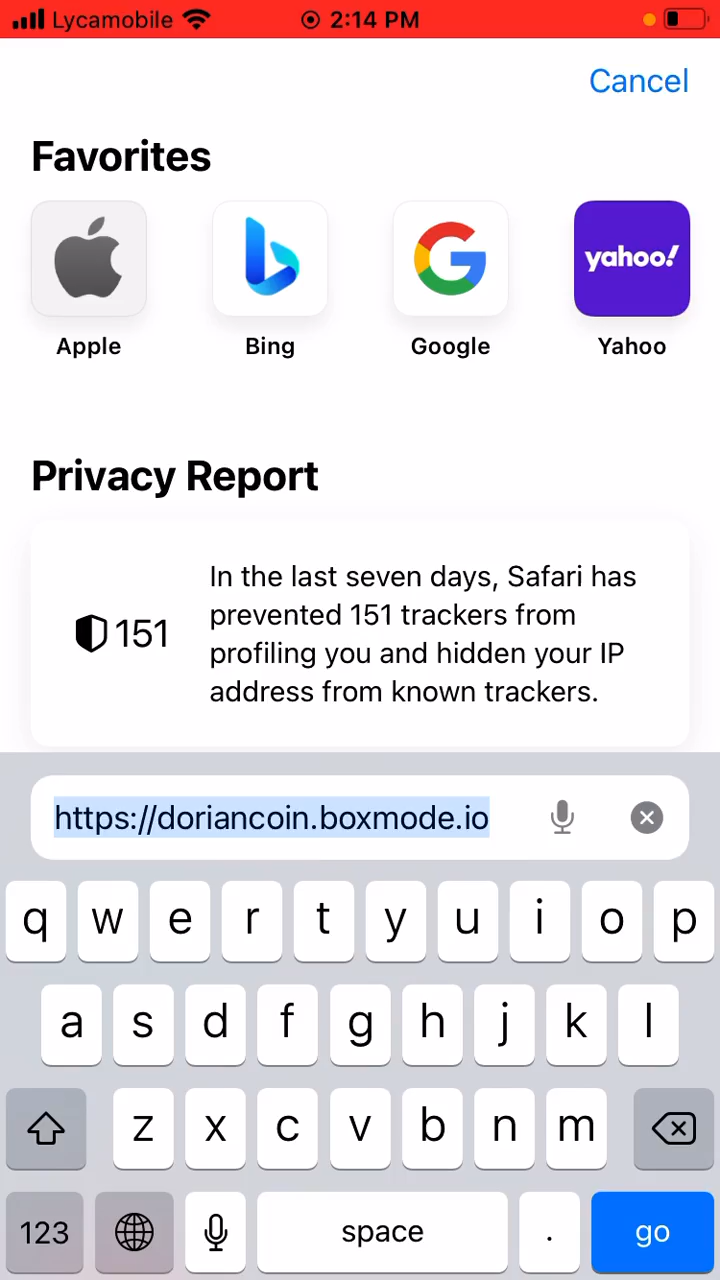 Lycamobile 2:14 PM
Cancel
Favorites
yahoo!
Apple Bing Google Yahoo
Privacy Report
151
In the last seven days, Safari has
prevented 151 trackers from
profiling you and hidden your IP
address from known trackers.
https://doriancoin.boxmode.io
q w e r t y u i o p
a s d f g h j k l
z x c v b n m
123 space . go